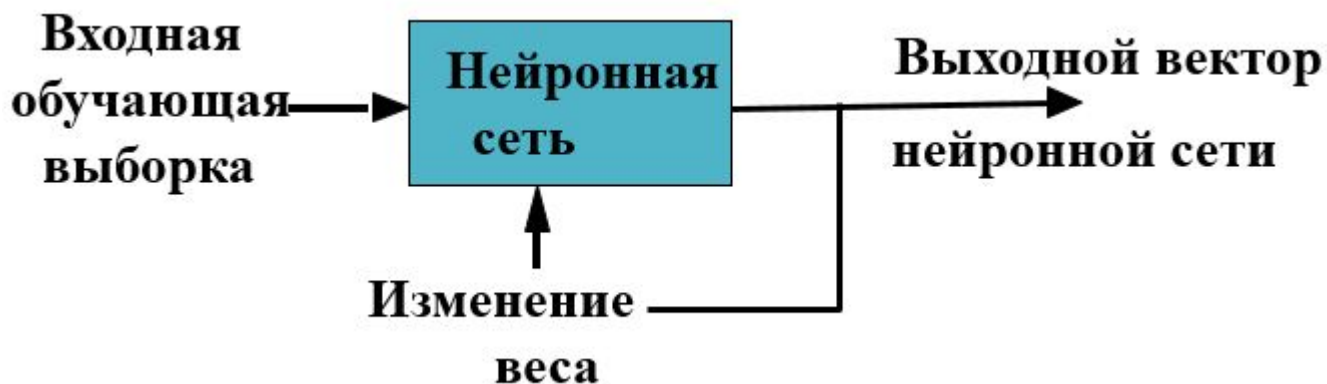 Входная
обучающая
выборка
Нейронная
сеть
Выходной вектор
нейронной сети
Изменение
веса